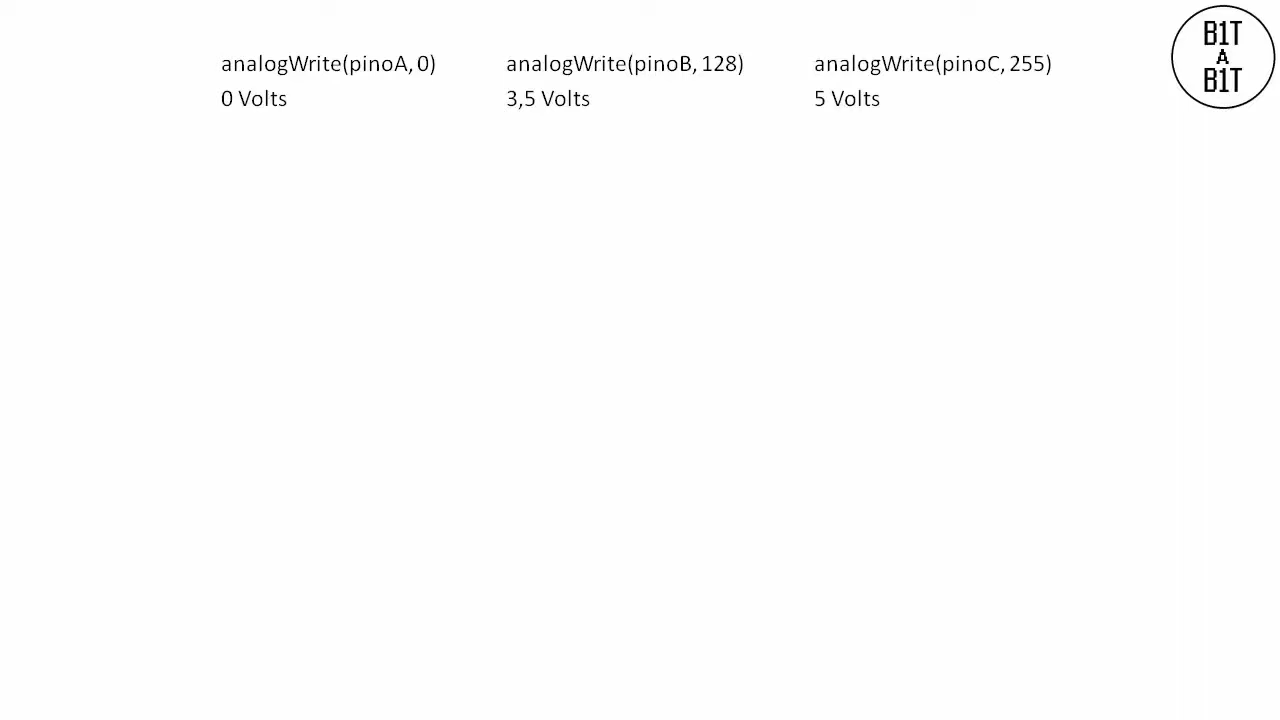 analogWrite(pinoA, 0)
0 Volts
analogWrite(pinoB, 128)
3,5 Volts
analogWrite(pinoC, 255)
5 Volts
B1T
A
B1T